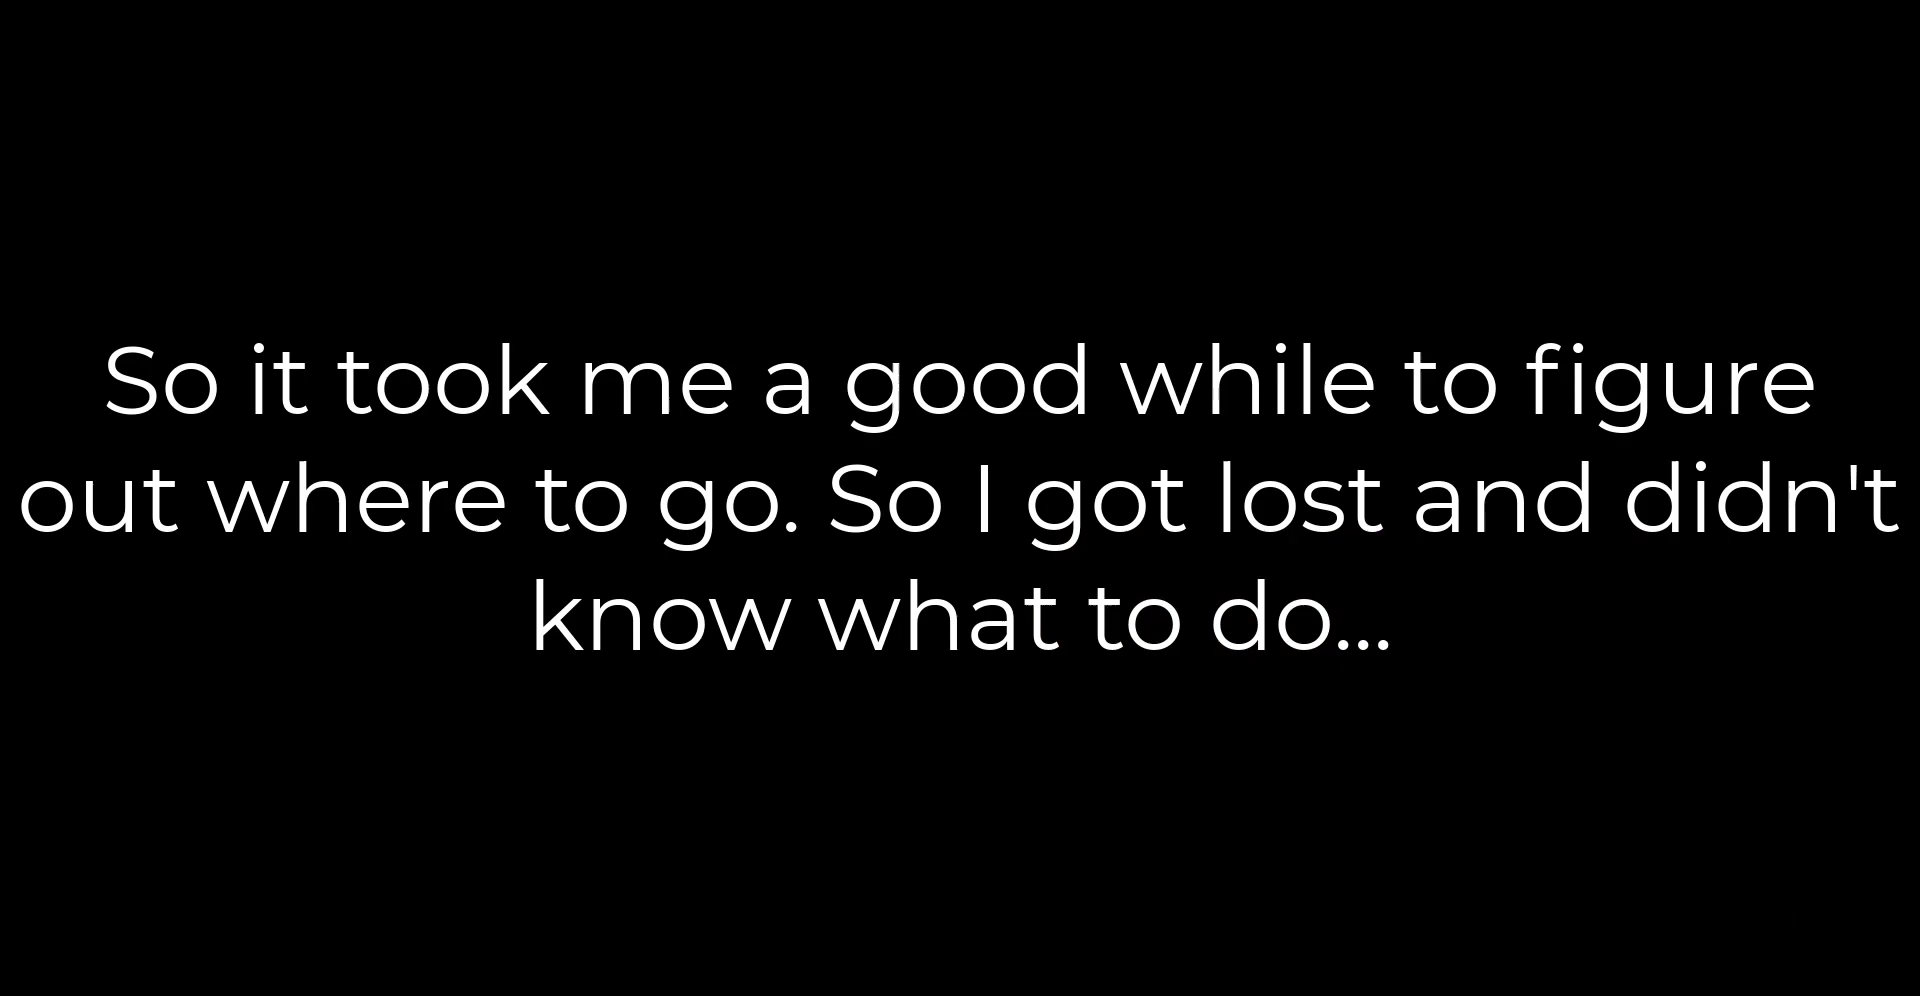 So it took me a good while to figure
out where to go. So I got lost and didn't
know what to do...